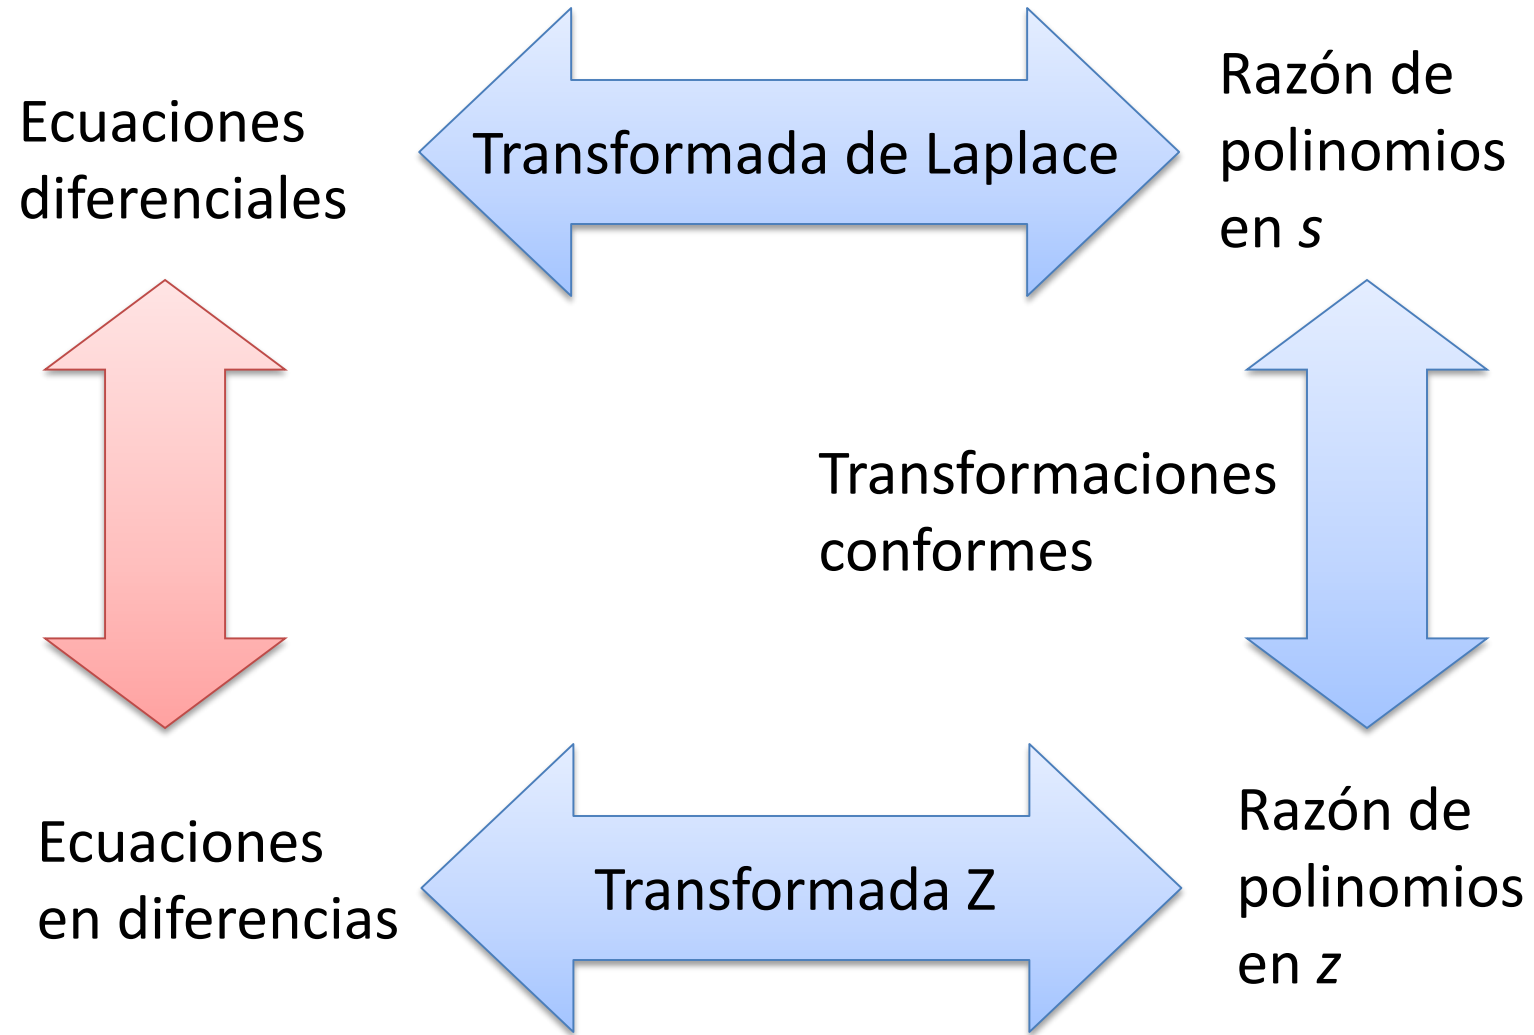 Ecuaciones
diferenciales
Transformada de Laplace
Razón de
polinomios
en s
Transformaciones
conformes
Ecuaciones
en diferencias
Transformada Z
Razón de
polinomios
en z